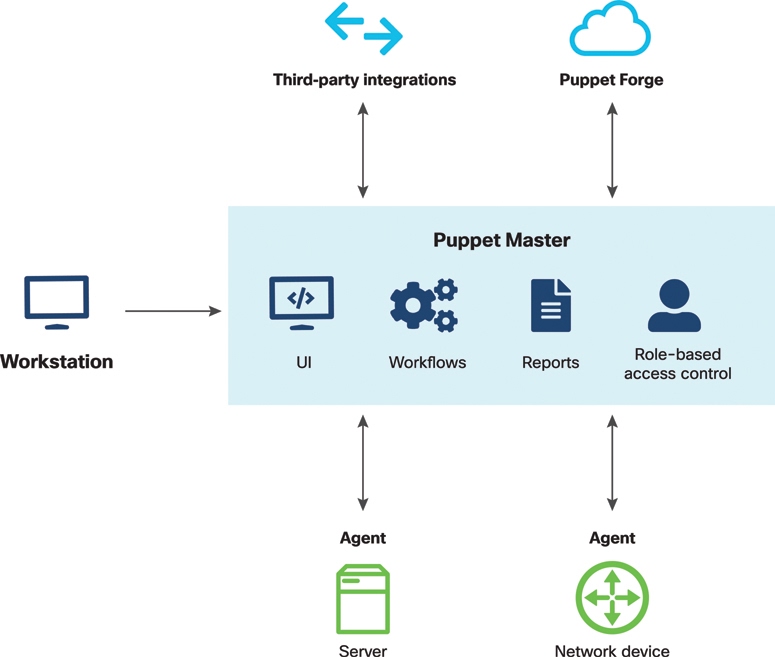 Third-party integrations
Puppet Forge
Puppet Master
</>
UI
Workflows
Reports
Role-based
access control
Workstation
Agent
Server
Agent
Network device